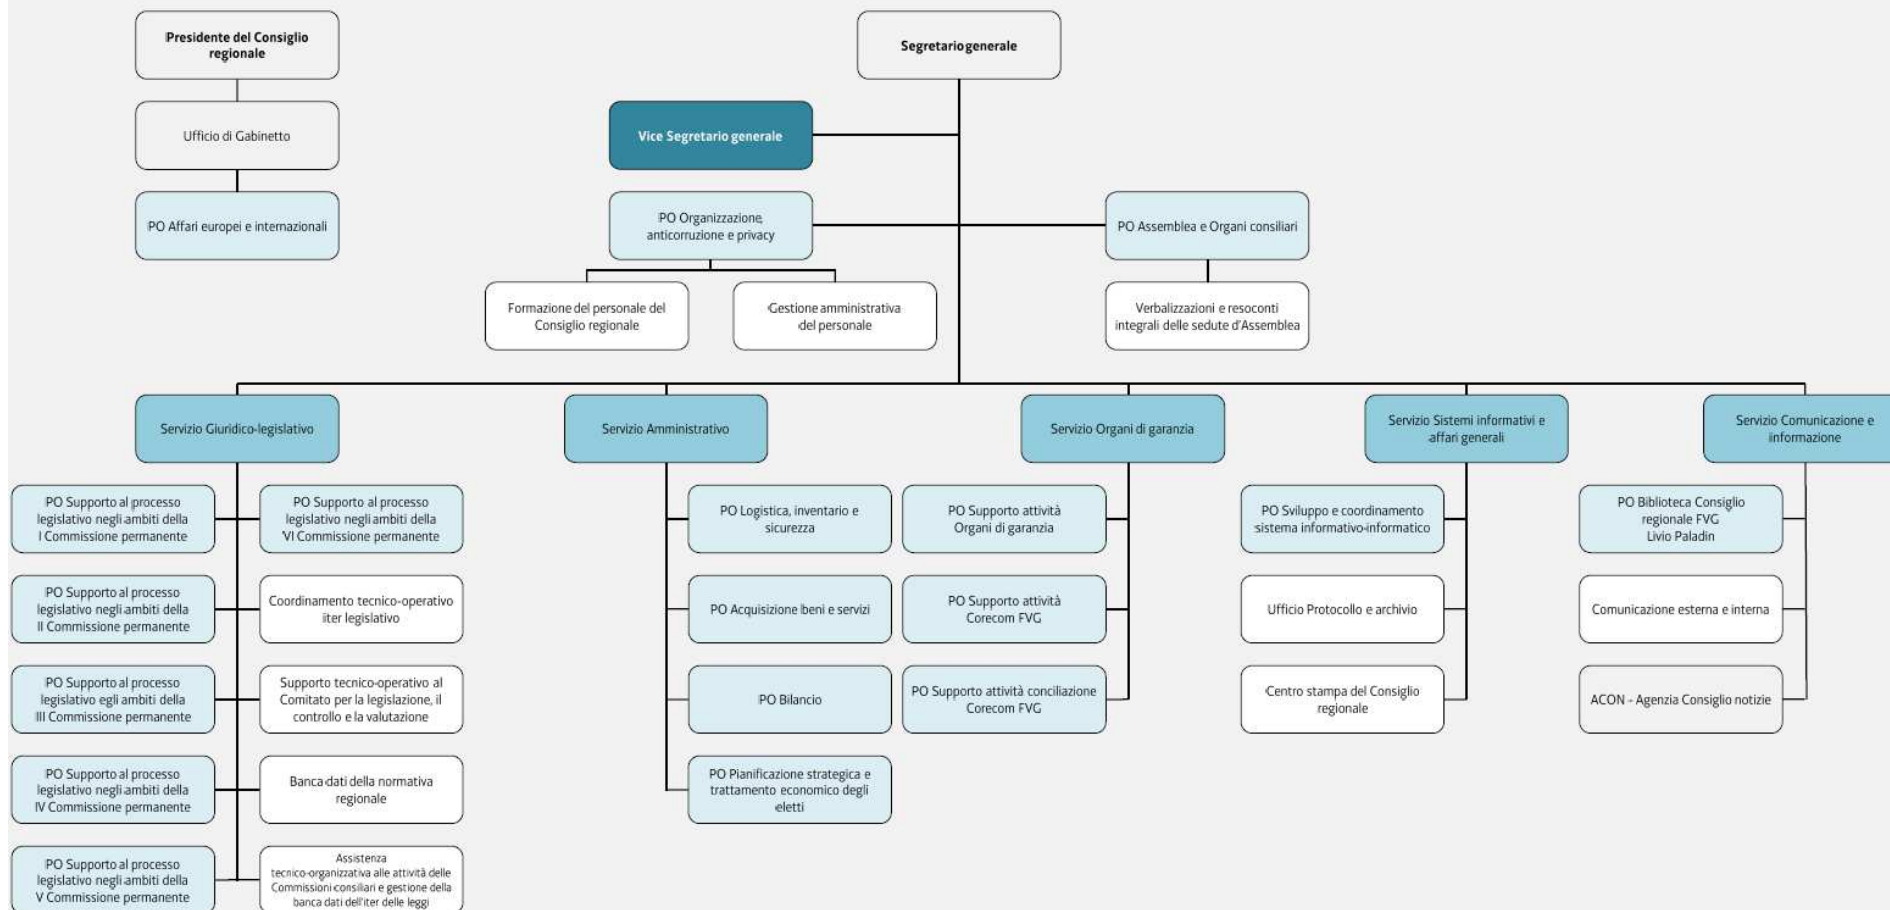 Presidente del Consiglio
regionale
Segretario generale
Ufficio di Gabinetto
Vice Segretario generale
PO Affari europei e internazionali
PO Organizzazione,
anticorruzione e privacy
PO Assemblea e Organi consiliari
Formazione del personale del
Consiglio regionale
Gestione amministrativa
del personale
Verbalizzazioni e resoconti
integrali delle sedute d'Assemblea
Servizio Giuridico-legislativo
Servizio Amministrativo
Servizio Organi di garanzia
Servizio Sistemi informativi e
affari generali
Servizio Comunicazione e
informazione
PO Supporto al processo
legislativo negli ambiti della
I Commissione permanente
PO Supporto al processo
legislativo negli ambiti della
VI Commissione permanente
PO Logistica, inventario e
sicurezza
PO Supporto attività
Organi di garanzia
PO Sviluppo e coordinamento
sistema informativo-informatico
PO Biblioteca Consiglio
regionale FVG
Livio Paladin
PO Supporto al processo
legislativo negli ambiti della
II Commissione permanente
Coordinamento tecnico-operativo
iter legislativo
PO Acquisizione beni e servizi
PO Supporto attività
Corecom FVG
Ufficio Protocollo e archivio
Comunicazione esterna e interna
PO Supporto al processo
legislativo egli ambiti della
III Commissione permanente
Supporto tecnico-operativo al
Comitato per la legislazione, il
controllo e la valutazione
PO Bilancio
PO Supporto attività conciliazione
Corecom FVG
Centro stampa del Consiglio
regionale
ACON - Agenzia Consiglio notizie
PO Supporto al processo
legislativo negli ambiti della
IV Commissione permanente
Banca dati della normativa
regionale
PO Pianificazione strategica e
trattamento economico degli
eletti
PO Supporto al processo
legislativo negli ambiti della
V Commissione permanente
Assistenza
tecnico-organizzativa alle attività delle
Commissioni consiliari e gestione della
banca dati dell'iter delle leggi